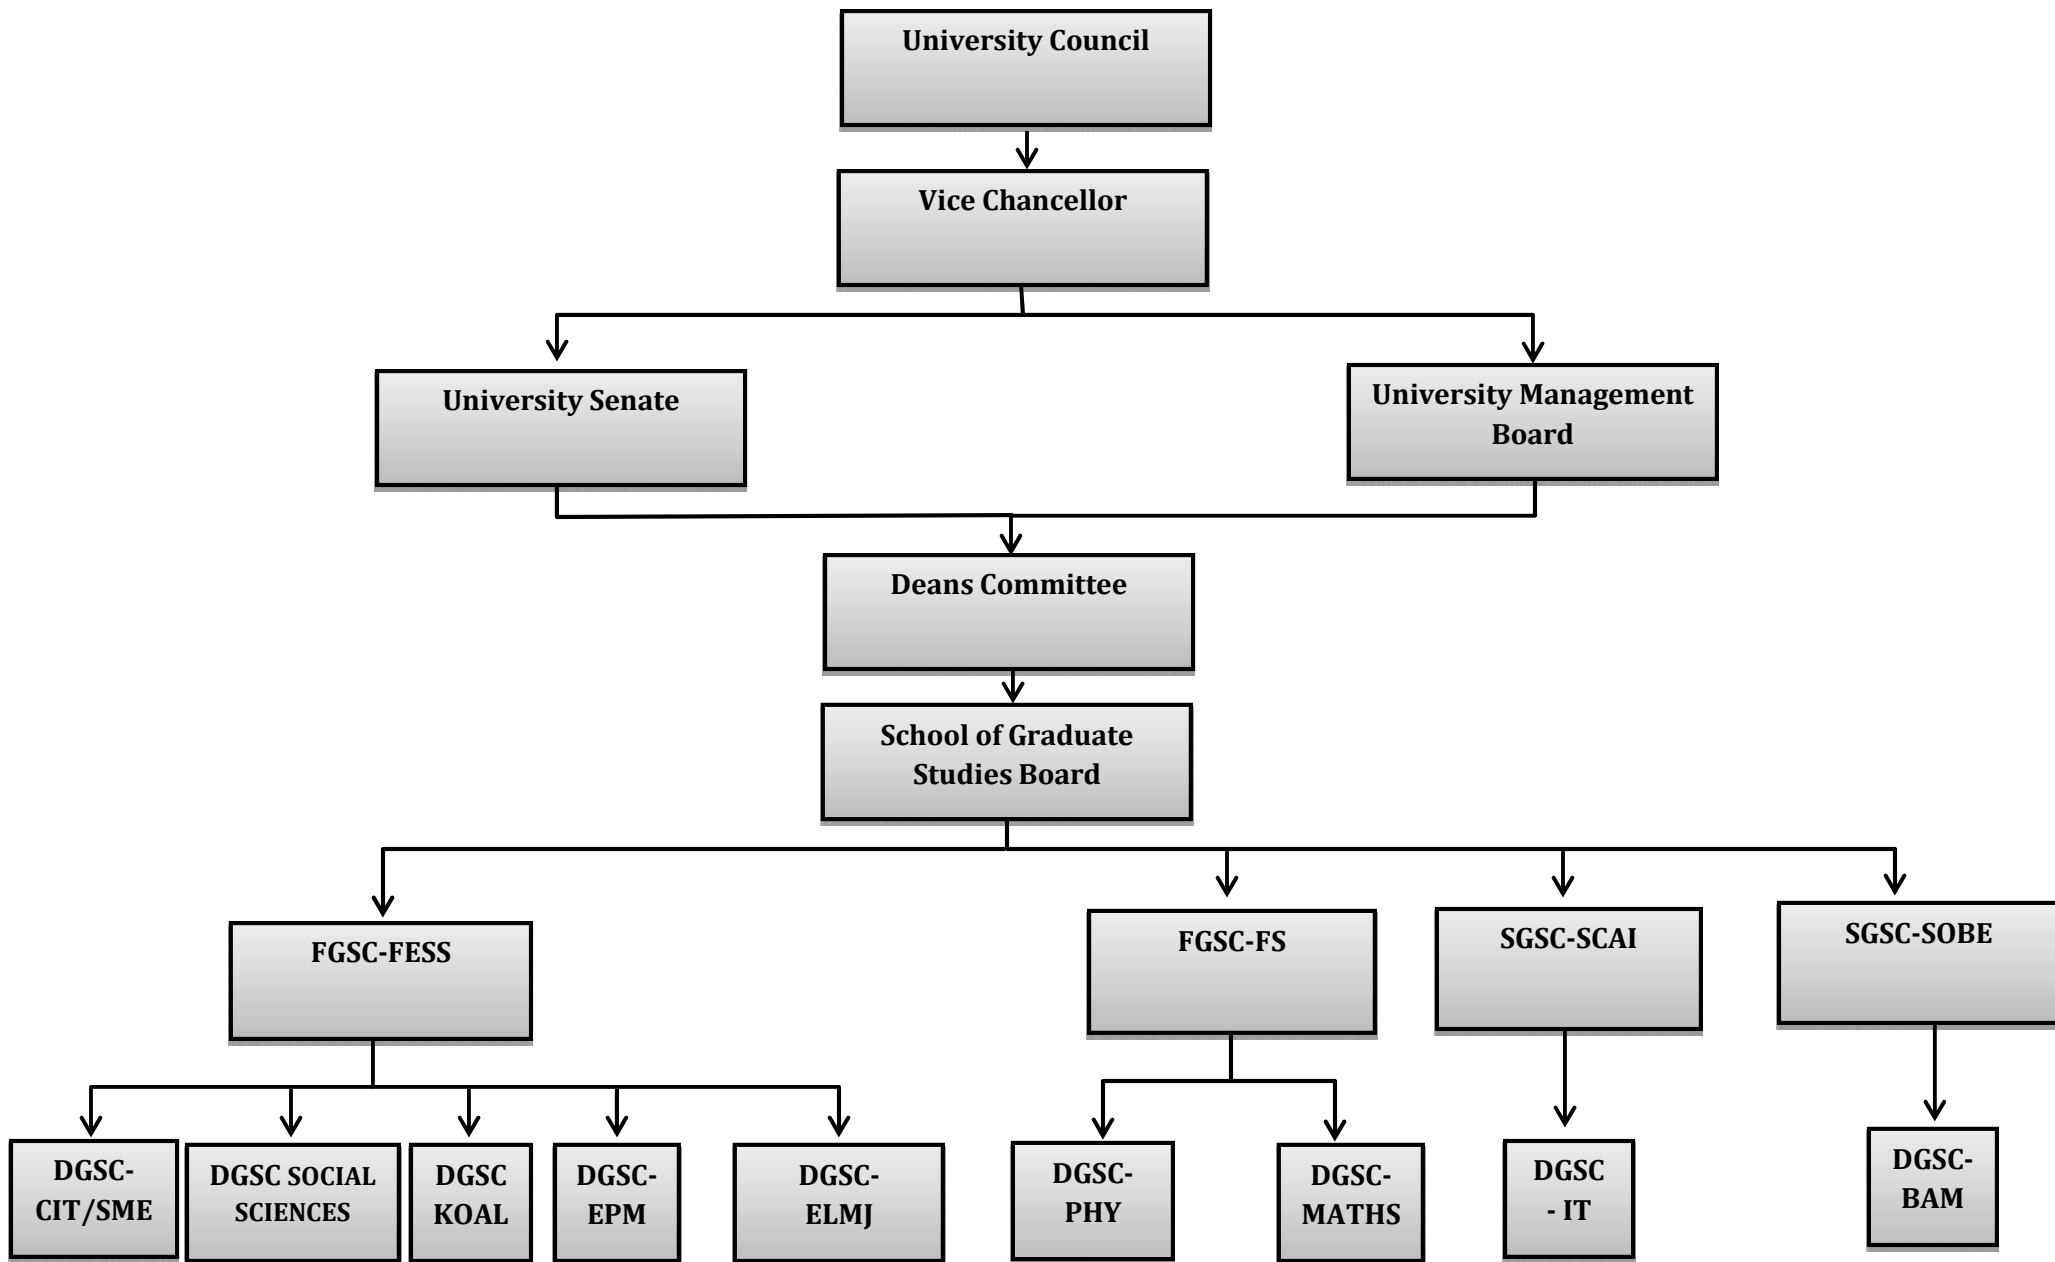 University Council
Vice Chancellor
University Senate
University Management
Board
Deans Committee
School of Graduate
Studies Board
FGSC-FESS
FGSC-FS
SGSC-SCAI
SGSC-SOBE
DGSC-
CIT/SME
DGSC SOCIAL
SCIENCES
DGSC
KOAL
DGSC-
EPM
DGSC-
ELMJ
DGSC-
PHY
DGSC-
MATHS
DGSC
- IT
DGSC-
BAM